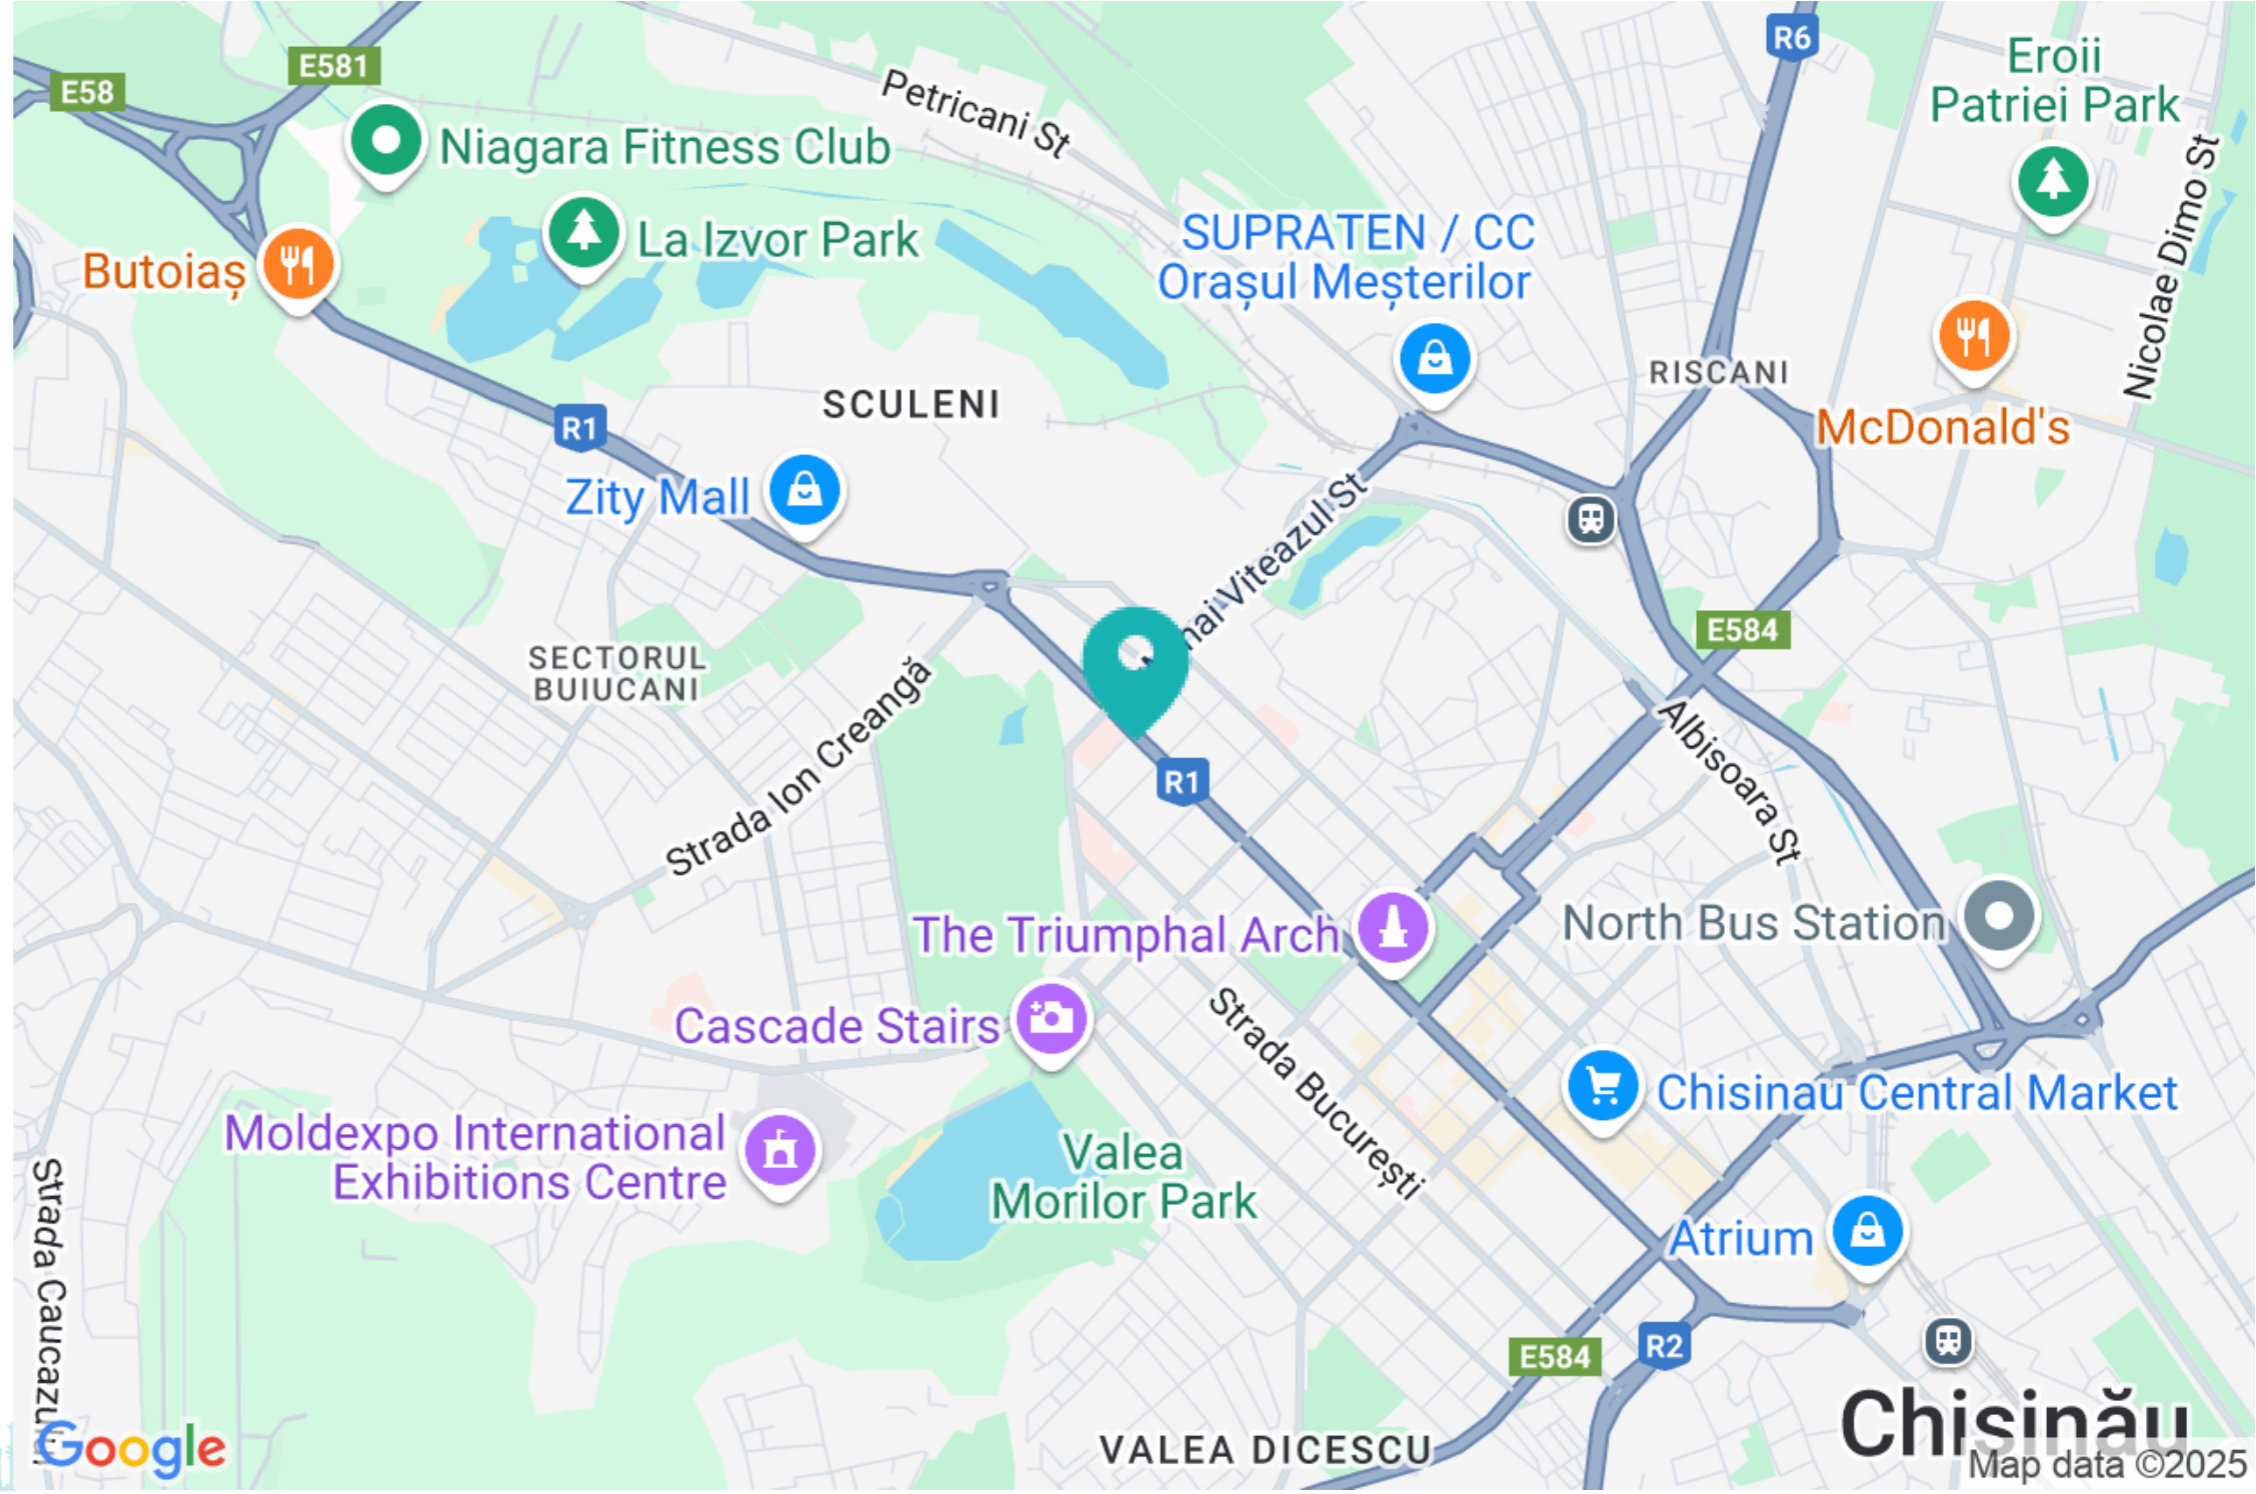 R6
Eroii
Patriei Park
E581
E58
Petricani St
Niagara Fitness Club
Nicolae Dimo St
La Izvor Park
SUPRATEN / CC
Orașul Meșterilor
Butoiaș
RISCANI
SCULENI
McDonald's
R1
Zity Mall
Viteazul St
E584
SECTORUL
BUIUCANI
Strada Ion Creangă
Albisoara St
R1
The Triumphal Arch
North Bus Station
Cascade Stairs
Strada București
Chisinau Central Market
Moldexpo International
Exhibitions Centre
Valea
Morilor Park
Strada Caucazului
Atrium
E584
R2
Chișinău
VALEA DICESCU
Google
Map data ©2025